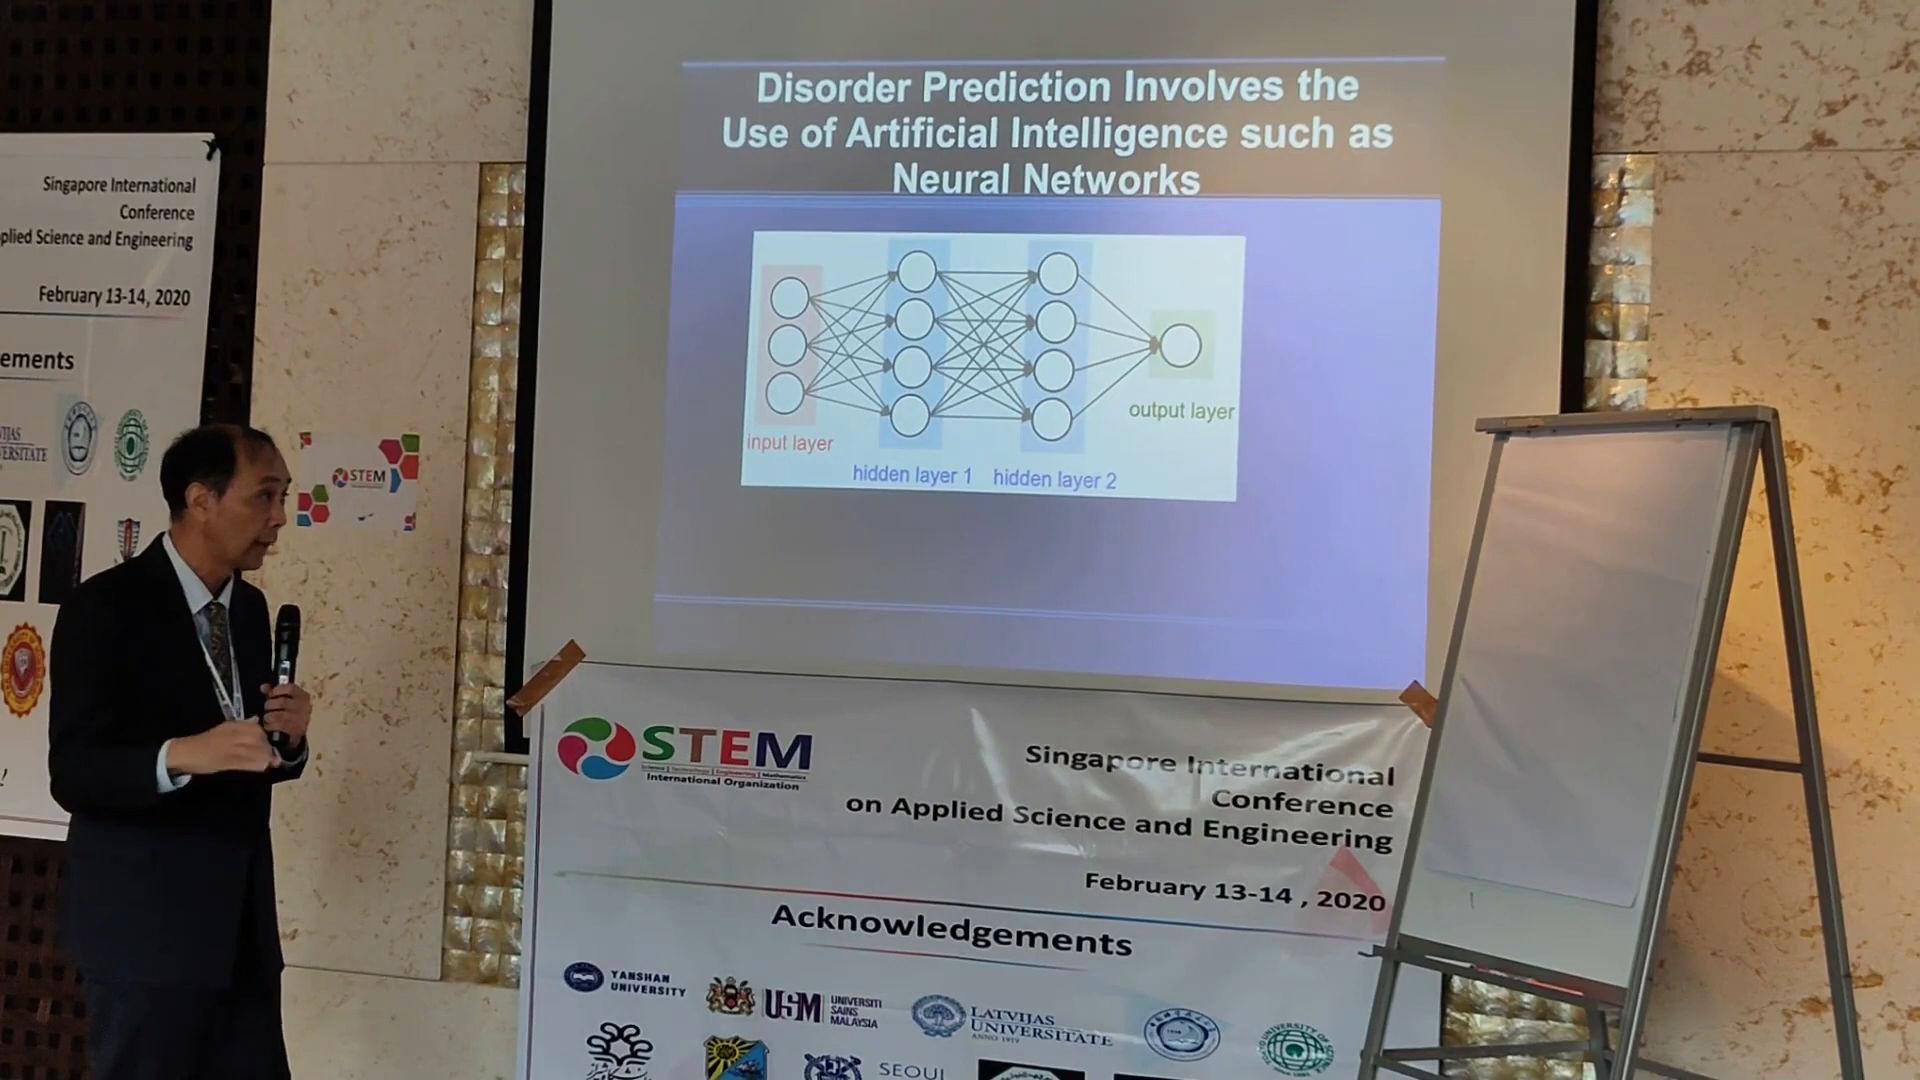 Disorder Prediction Involves the
Use of Artificial Intelligence such as
Neural Networks
input layer
hidden layer 1
hidden layer 2
output layer
Singapore International
Conference
plied Science and Engineering
February 13-14, 2020
ements
VERSITATE
STEM
STEM
International Organization
Singapore International
Conference
on Applied Science and Engineering
February 13-14 , 2020
Acknowledgements
YANSHAN
UNIVERSITY
USM
UNIVERSITI
SAINS
MALAYSIA
LATVIJAS
UNIVERSITATE
ANNO 1919
SEOUL